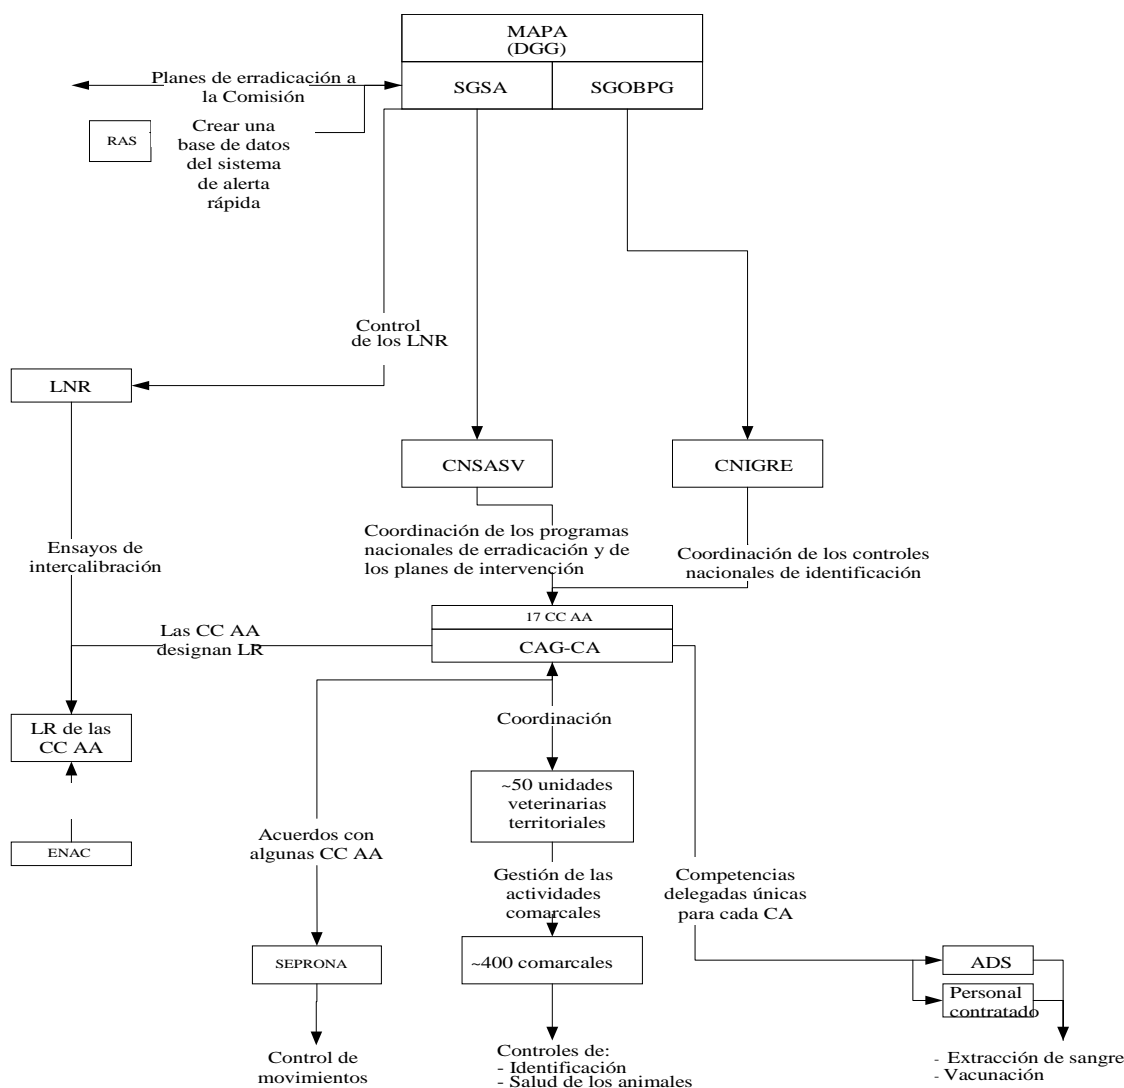 MAPA
(DGG)
SGSA
SGOBPG
Planes de erradicación a
la Comisión
RAS
Crear una
base de datos
del sistema
de alerta
rápida
Control
de los LNR
LNR
CNSASV
CNIGRE
Coordinación de los programas
nacionales de erradicación y de
los planes de intervención
Coordinación de los controles
nacionales de identificación
Ensayos de
intercalibración
17 CC AA
CAG-CA
Las CC AA
designan LR
LR de las
CC AA
ENAC
Coordinación
~50 unidades
veterinarias
territoriales
Acuerdos con
algunas CC AA
Gestión de las
actividades
comarcales
Competencias
delegadas únicas
para cada CA
SEPRONA
~400 comarcales
ADS
Personal
contratado
Control de
movimientos
Controles de:
- Identificación
- Salud de los animales
- Extracción de sangre
- Vacunación